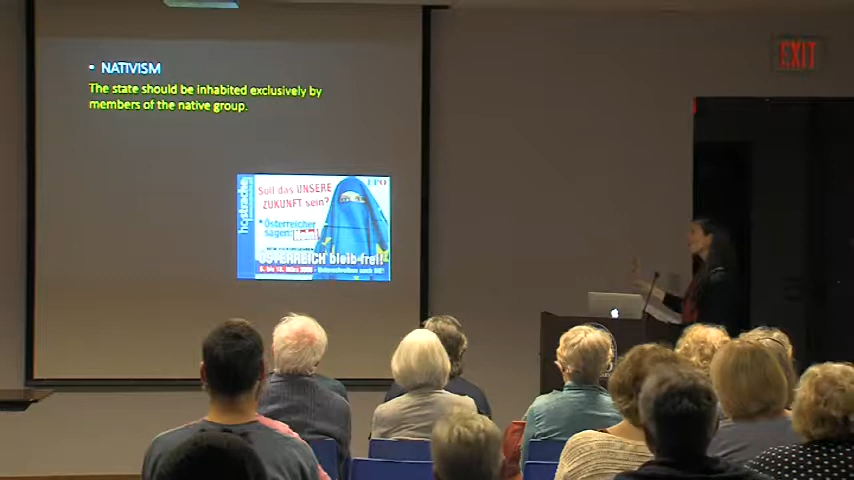 • NATIVISM
The state should be inhabited exclusively by
members of the native group.
EXIT
Soll das UNSERE
ZUKUNFT sein?
Österreicher
sagen: Nein!
ÖSTERREICH bleib frei!